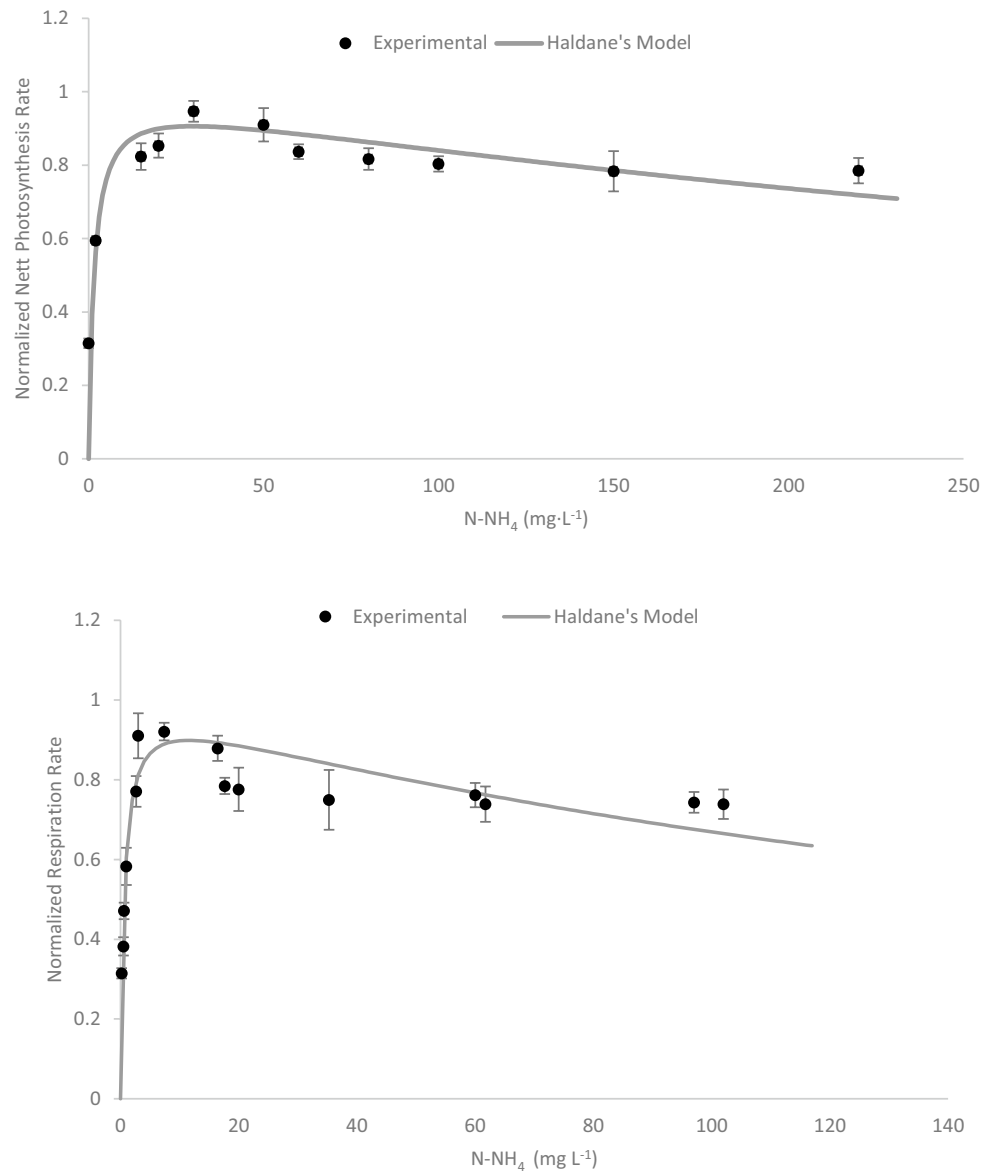 1.2
Experimental Haldane's Model
1
0.8
0.6
0.4
0.2
0
0 50 100 150 200 250
Normalized Nett Photosynthesis Rate
N-NH₄ (mg·L⁻¹)
Experimental Haldane's Model
1.2
1
0.8
0.6
0.4
0.2
0
0 20 40 60 80 100 120 140
Normalized Respiration Rate
N-NH₄ (mg L⁻¹)